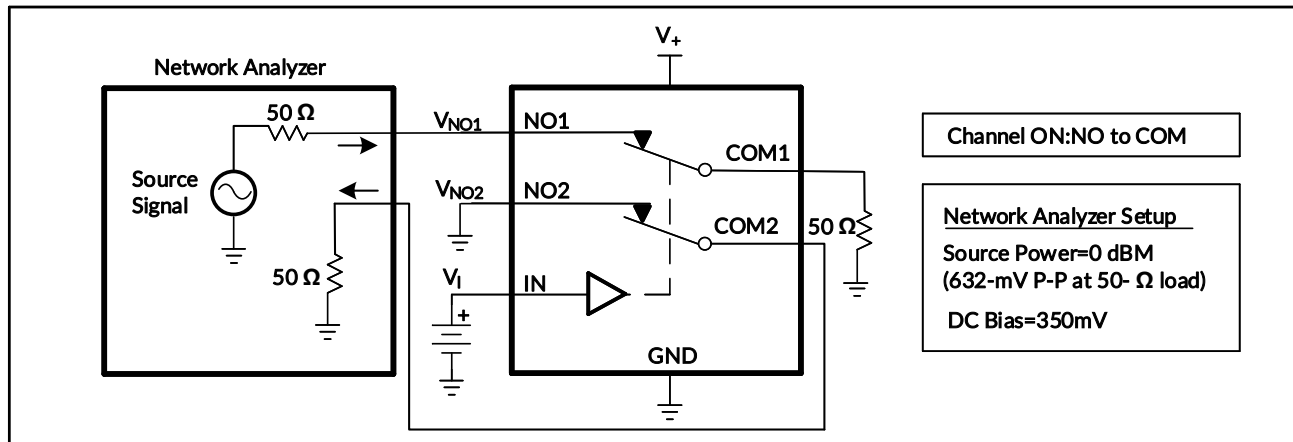 V+
Network Analyzer
50 Ω
VNO1
NO1
Channel ON:NO to COM
COM1
Source
Signal
VNO2
NO2
COM2
50 Ω
Network Analyzer Setup
Source Power=0 dBM
(632-mV P-P at 50- Ω load)
DC Bias=350mV
50 Ω
VI
IN
+
GND